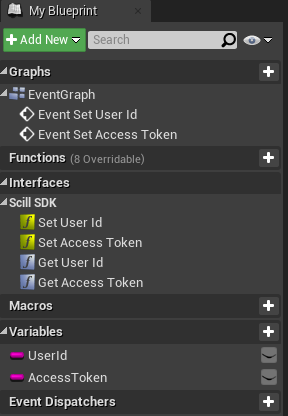 My Blueprint
Add New Search
Graphs
EventGraph
Event Set User Id
Event Set Access Token
Functions (8 Overridable)
Interfaces
Scill SDK
Set User Id
Set Access Token
Get User Id
Get Access Token
Macros
Variables
UserId
AccessToken
Event Dispatchers